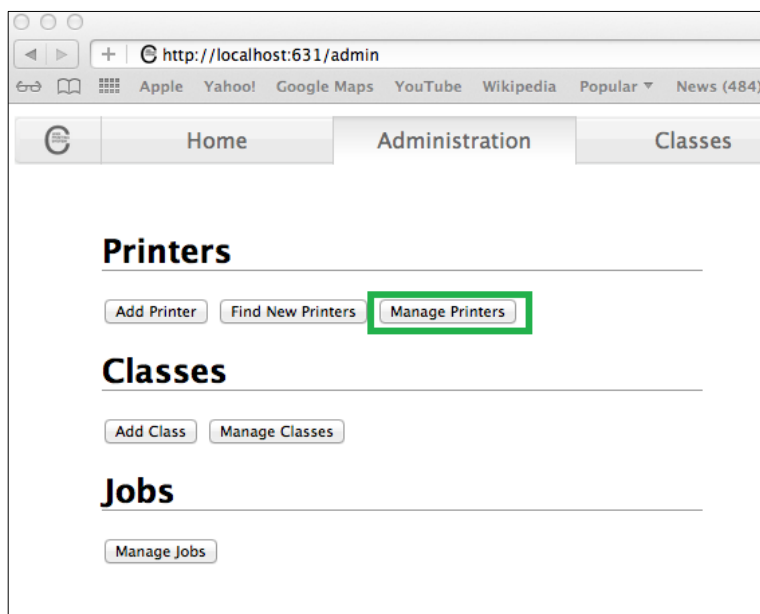 http://localhost:631/admin
Apple Yahoo! Google Maps YouTube Wikipedia Popular News (484)
Home Administration Classes
Printers
Add Printer Find New Printers Manage Printers
Classes
Add Class Manage Classes
Jobs
Manage Jobs